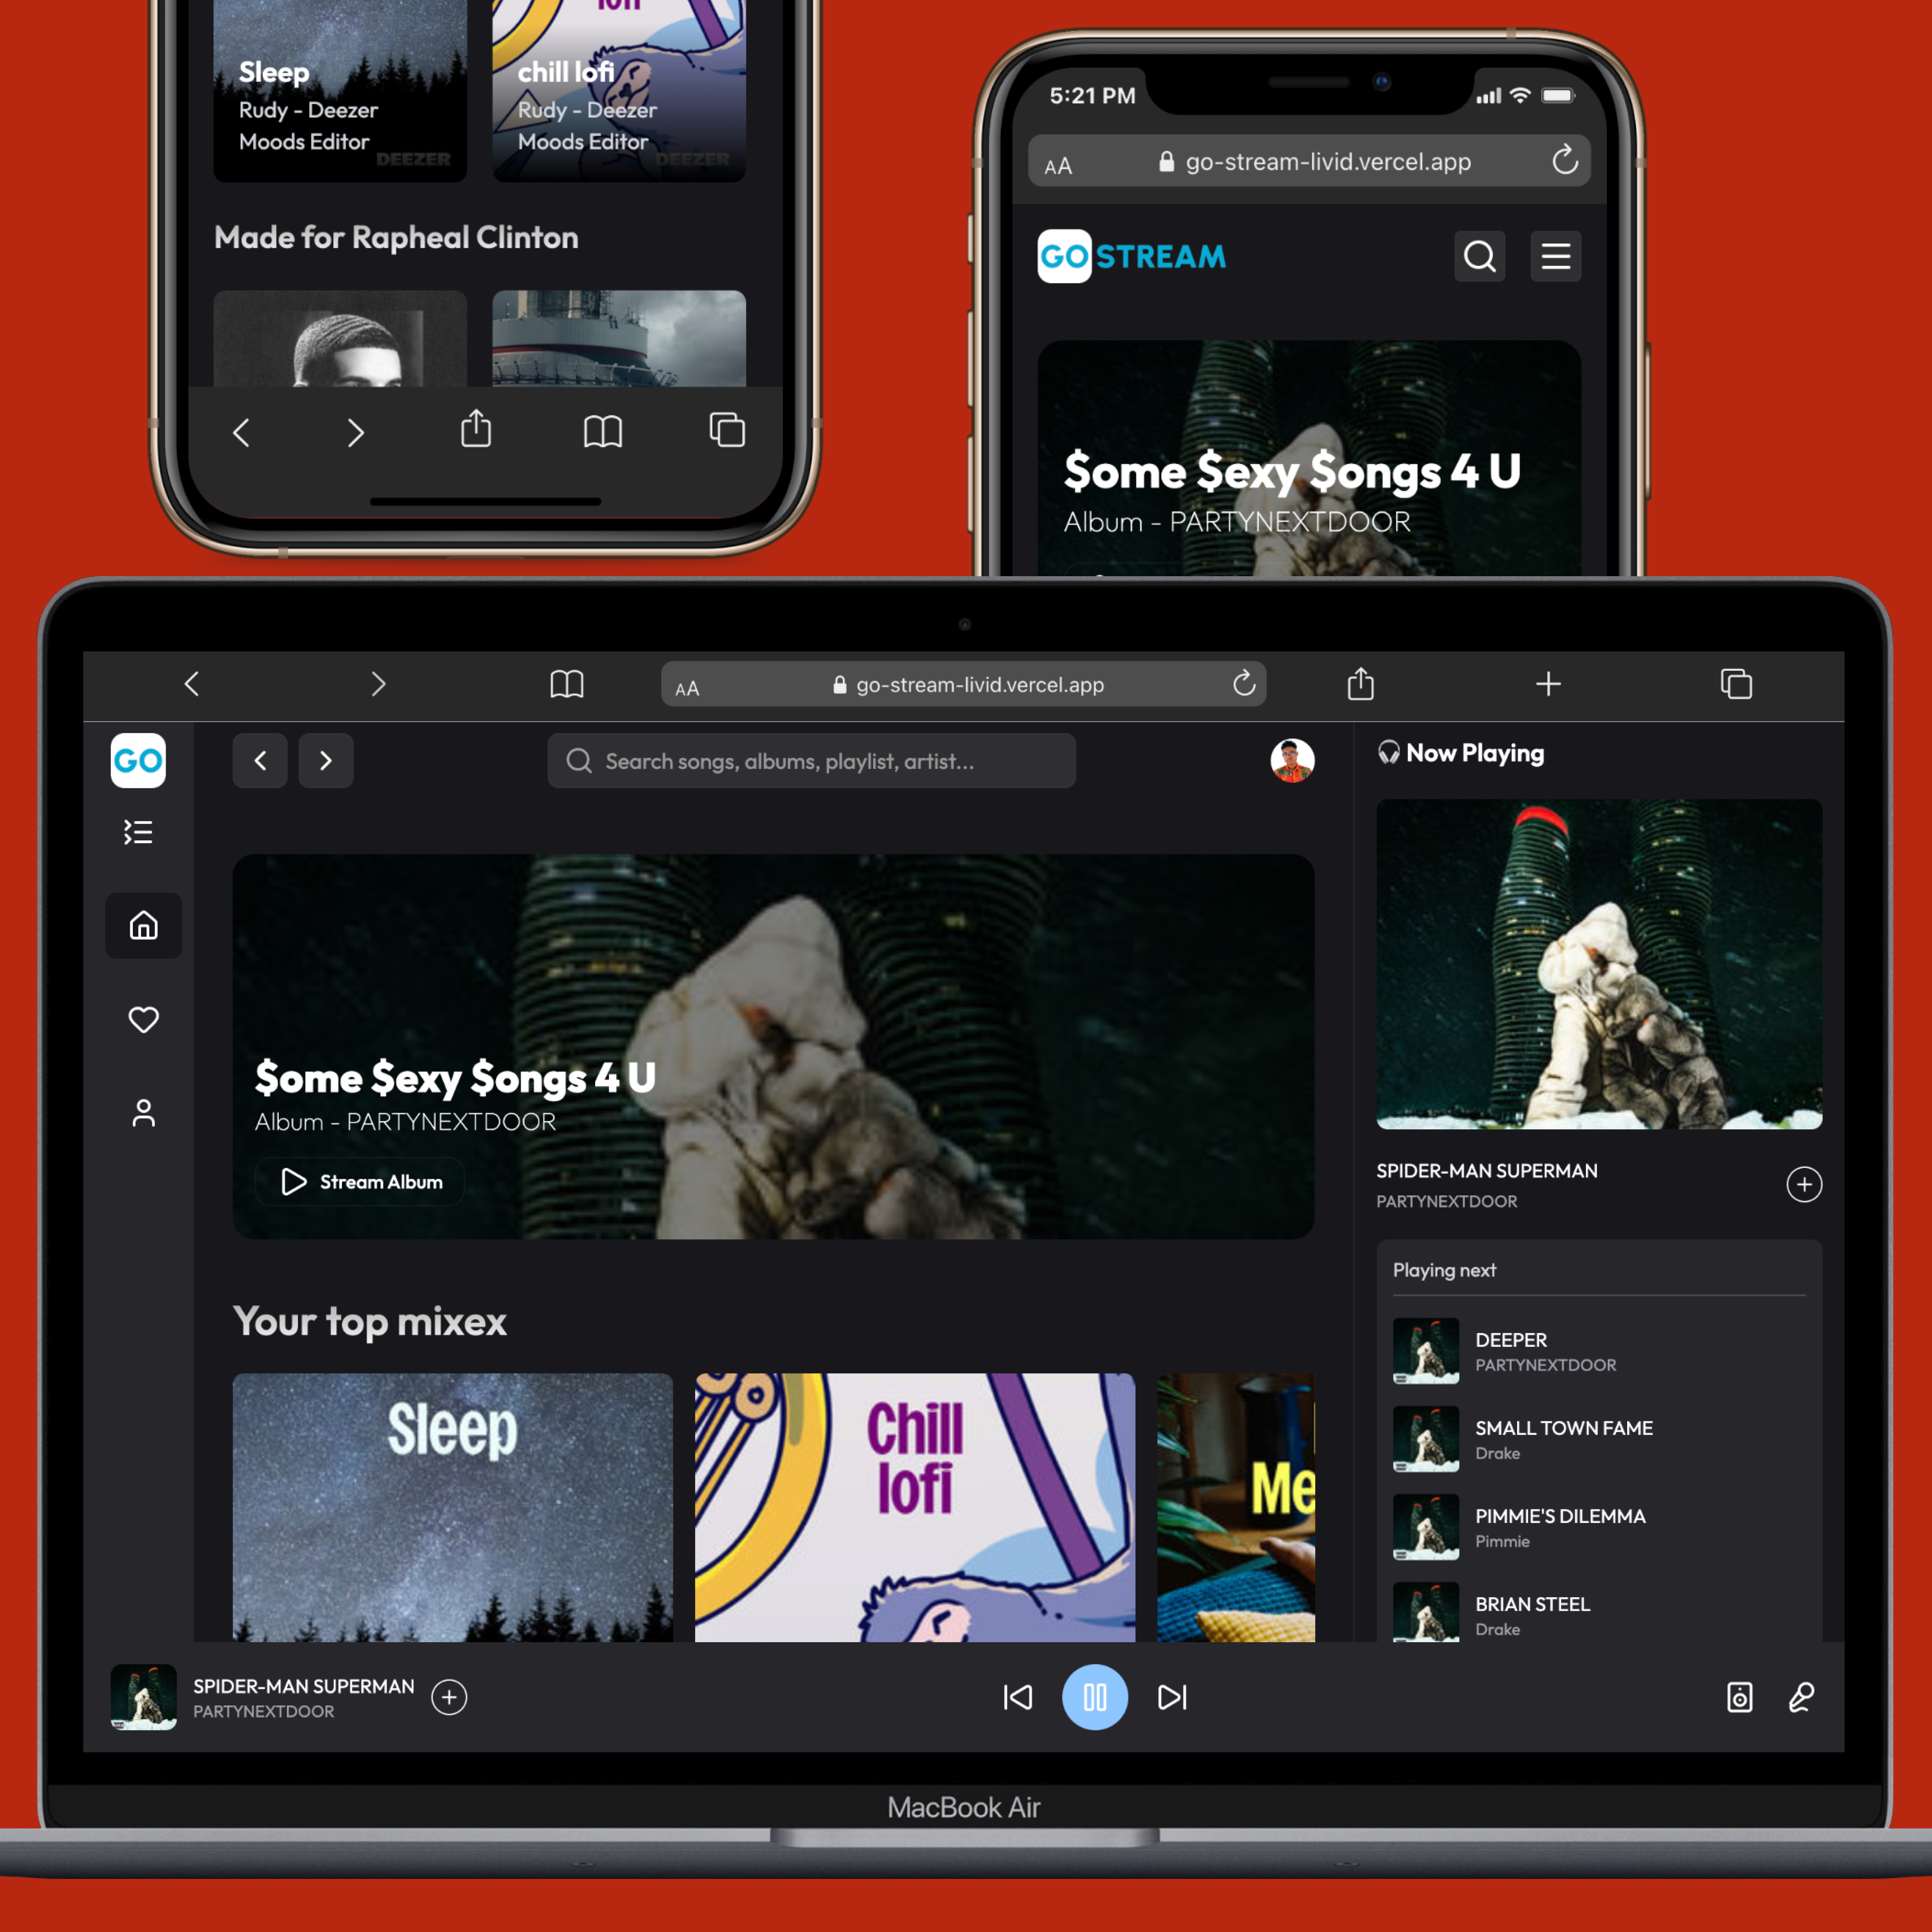 lofi
Sleep
Rudy - Deezer
Moods Editor
DEEZER
chill lofi
Rudy - Deezer
Moods Editor
DEEZER
Made for Rapheal Clinton
5:21 PM
AA
go-stream-livid.vercel.app
GO STREAM
$ome $exy $ongs 4 U
Album - PARTYNEXTDOOR
AA
go-stream-livid.vercel.app
GO
Search songs, albums, playlist, artist...
$ome $exy $ongs 4 U
Album - PARTYNEXTDOOR
Stream Album
Your top mixex
Sleep
Chill
lofi
Me
Now Playing
SPIDER-MAN SUPERMAN
PARTYNEXTDOOR
Playing next
DEEPER
PARTYNEXTDOOR
SMALL TOWN FAME
Drake
PIMMIE'S DILEMMA
Pimmie
BRIAN STEEL
Drake
SPIDER-MAN SUPERMAN
PARTYNEXTDOOR
MacBook Air